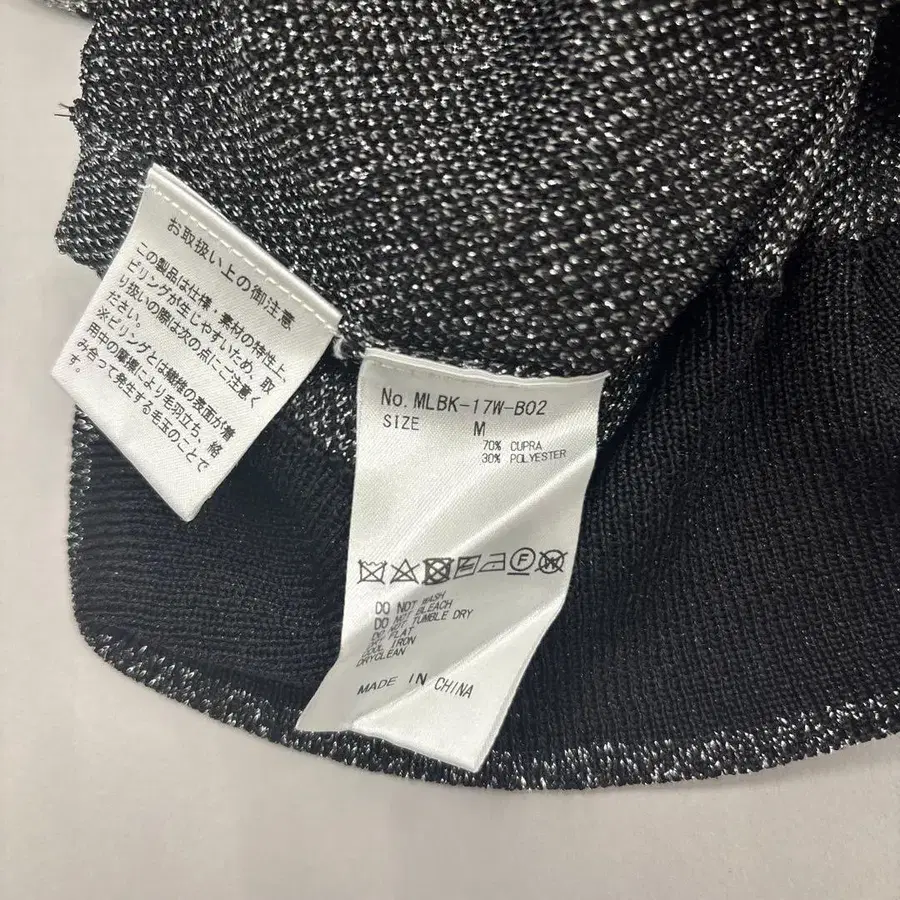 お取扱い上の御注意
この製品は仕様・素材の特性上、
ピリングが生じやすいため、取
り扱いの際は次の点にご注意く
ださい。
※ピリングとは繊維の表面が着
用中の摩擦により毛羽立ち、絡
み合って発生する毛玉のことで
す。
No. MLBK-17W-B02
SIZE M
70% CUPRA
30% POLYESTER
DO NOT WASH
DO NOT BLEACH
DO NOT TUMBLE DRY
DRY FLAT
COOL IRON
DRYCLEAN
MADE IN CHINA